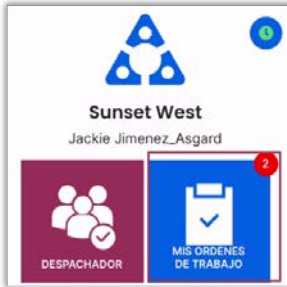 Sunset West
Jackie Jimenez_Asgard
2
DESPACHADOR
MIS ORDENES
DE TRABAJO